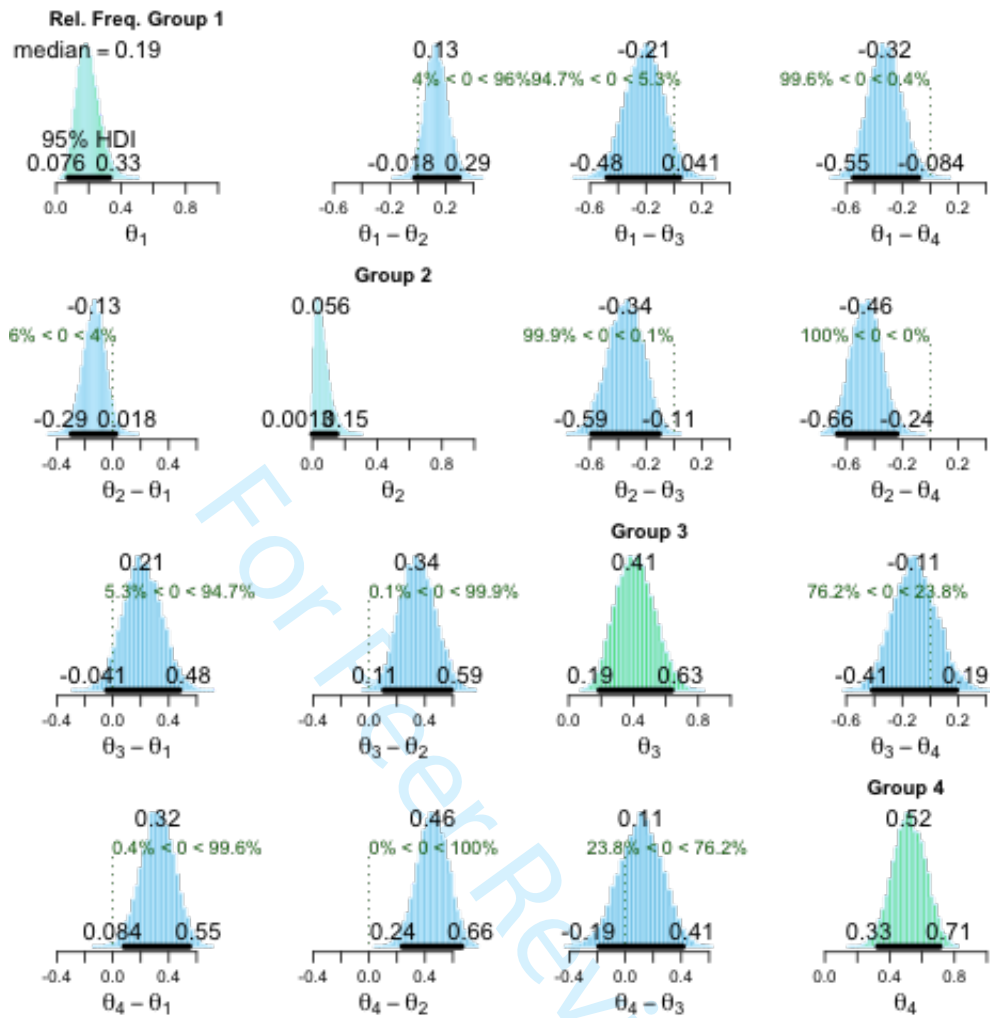 Rel. Freq. Group 1
median = 0.19 0.13 -0.21 -0.32
4% < 0 < 96% 94.7% < 0 < 5.3% 99.6% < 0 < 0.4%
95% HDI
0.076 0.33 -0.018 0.29 -0.48 0.041 -0.55 -0.084
0.0 0.4 0.8 -0.6 -0.2 0.2 -0.6 -0.2 0.2 -0.6 -0.2 0.2
θ1 θ1 − θ2 θ1 − θ3 θ1 − θ4
Group 2
-0.13 0.056 -0.34 -0.46
6% < 0 < 4% 99.9% < 0 < 0.1% 100% < 0 < 0%
-0.29 0.018 0.0013 0.15 -0.59 -0.11 -0.66 -0.24
-0.4 0.0 0.4 0.0 0.4 0.8 -0.6 -0.2 0.2 -0.6 -0.2 0.2
θ2 − θ1 θ2 θ2 − θ3 θ2 − θ4
Group 3
0.21 0.34 0.41 -0.11
5.3% < 0 < 94.7% 0.1% < 0 < 99.9% 76.2% < 0 < 23.8%
-0.041 0.48 0.11 0.59 0.19 0.63 -0.41 0.19
-0.4 0.0 0.4 -0.4 0.0 0.4 0.0 0.4 0.8 -0.6 -0.2 0.2
θ3 − θ1 θ3 − θ2 θ3 θ3 − θ4
Group 4
0.32 0.46 0.11 0.52
0.4% < 0 < 99.6% 0% < 0 < 100% 23.8% < 0 < 76.2%
0.084 0.55 0.24 0.66 -0.19 0.41 0.33 0.71
-0.4 0.0 0.4 -0.4 0.0 0.4 -0.4 0.0 0.4 0.0 0.4 0.8
θ4 − θ1 θ4 − θ2 θ4 − θ3 θ4
For Peer Revi